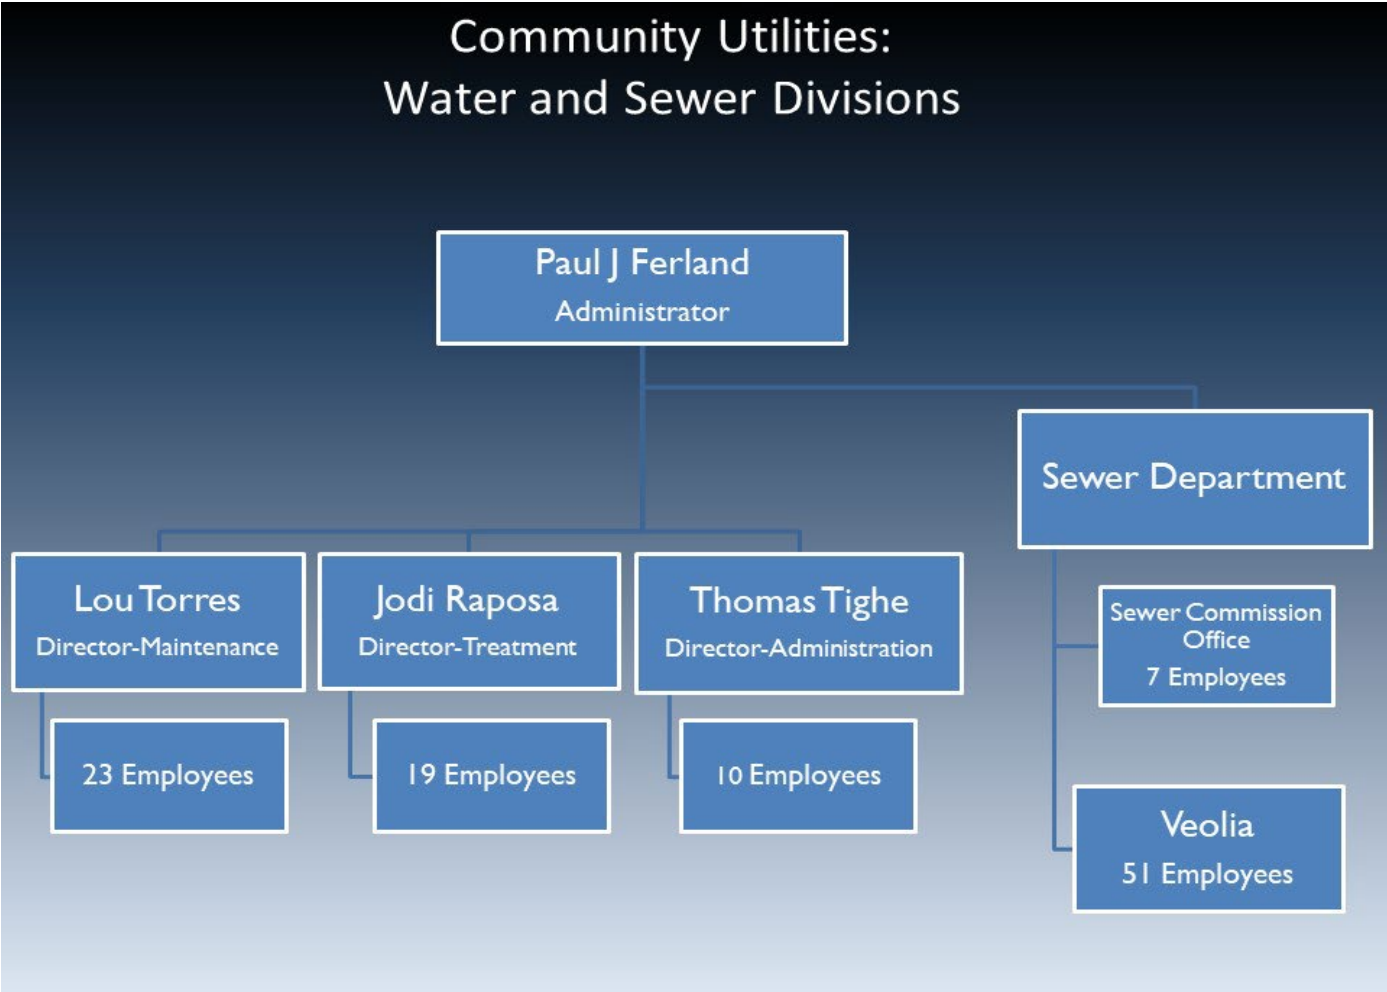 Community Utilities:
Water and Sewer Divisions
Paul J Ferland
Administrator
Sewer Department
Lou Torres
Director-Maintenance
Jodi Raposa
Director-Treatment
Thomas Tighe
Director-Administration
Sewer Commission
Office
7 Employees
23 Employees
19 Employees
10 Employees
Veolia
51 Employees